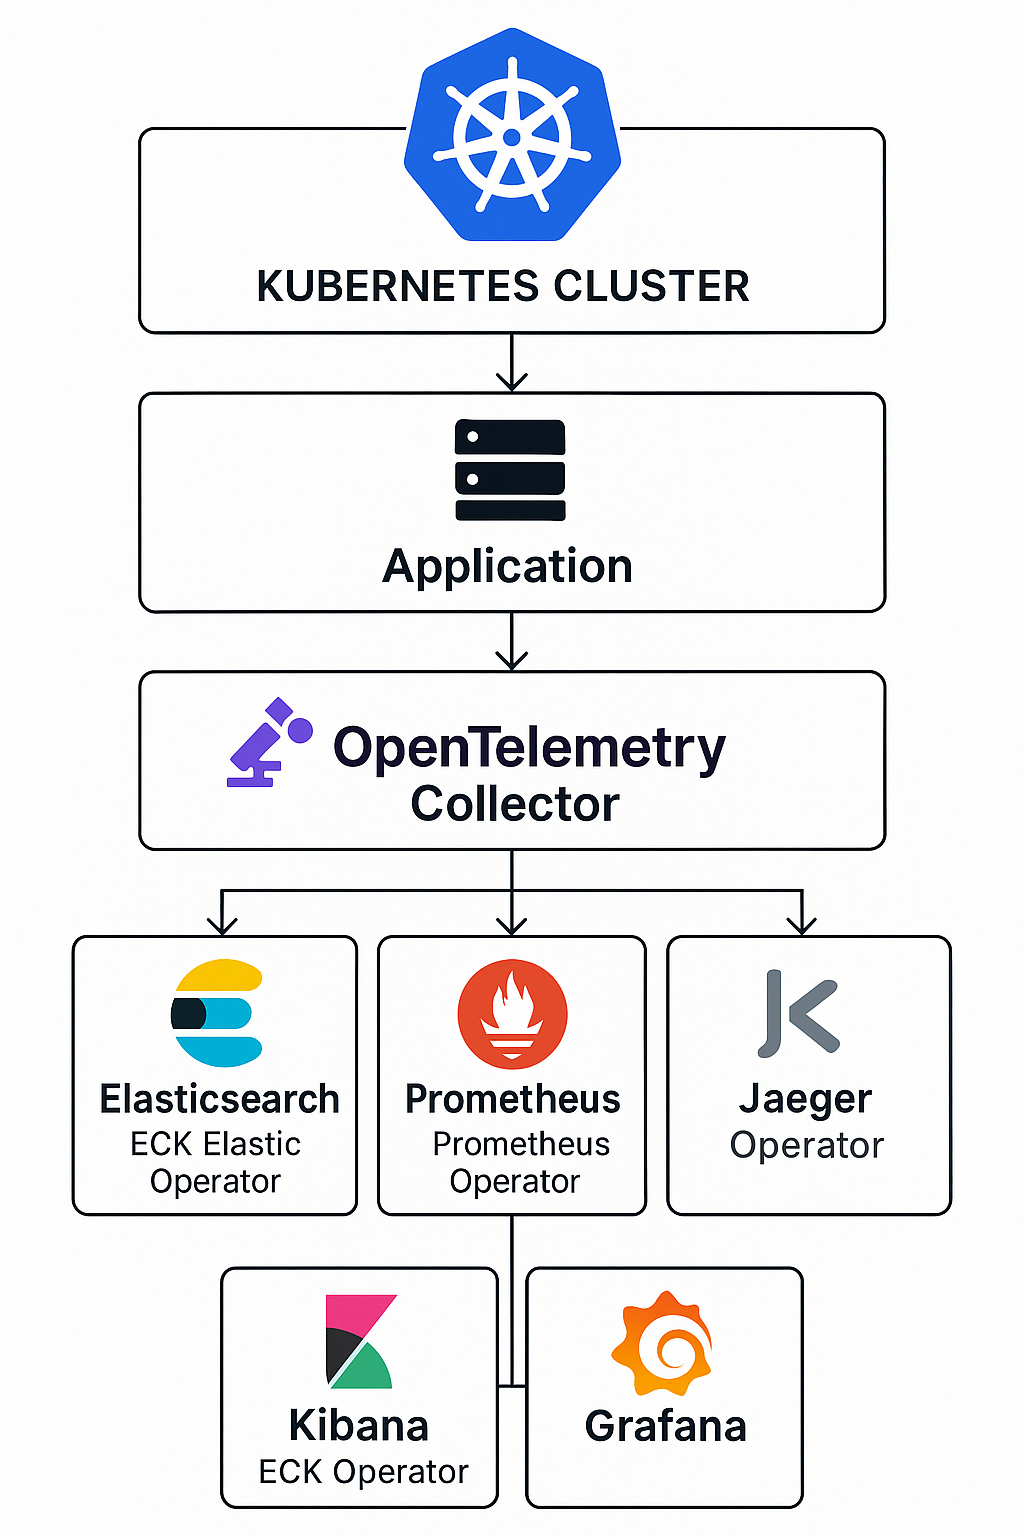 KUBERNETES CLUSTER
Application
OpenTelemetry
Collector
Elasticsearch
ECK Elastic
Operator
Prometheus
Prometheus
Operator
Jaeger
Operator
Kibana
ECK Operator
Grafana